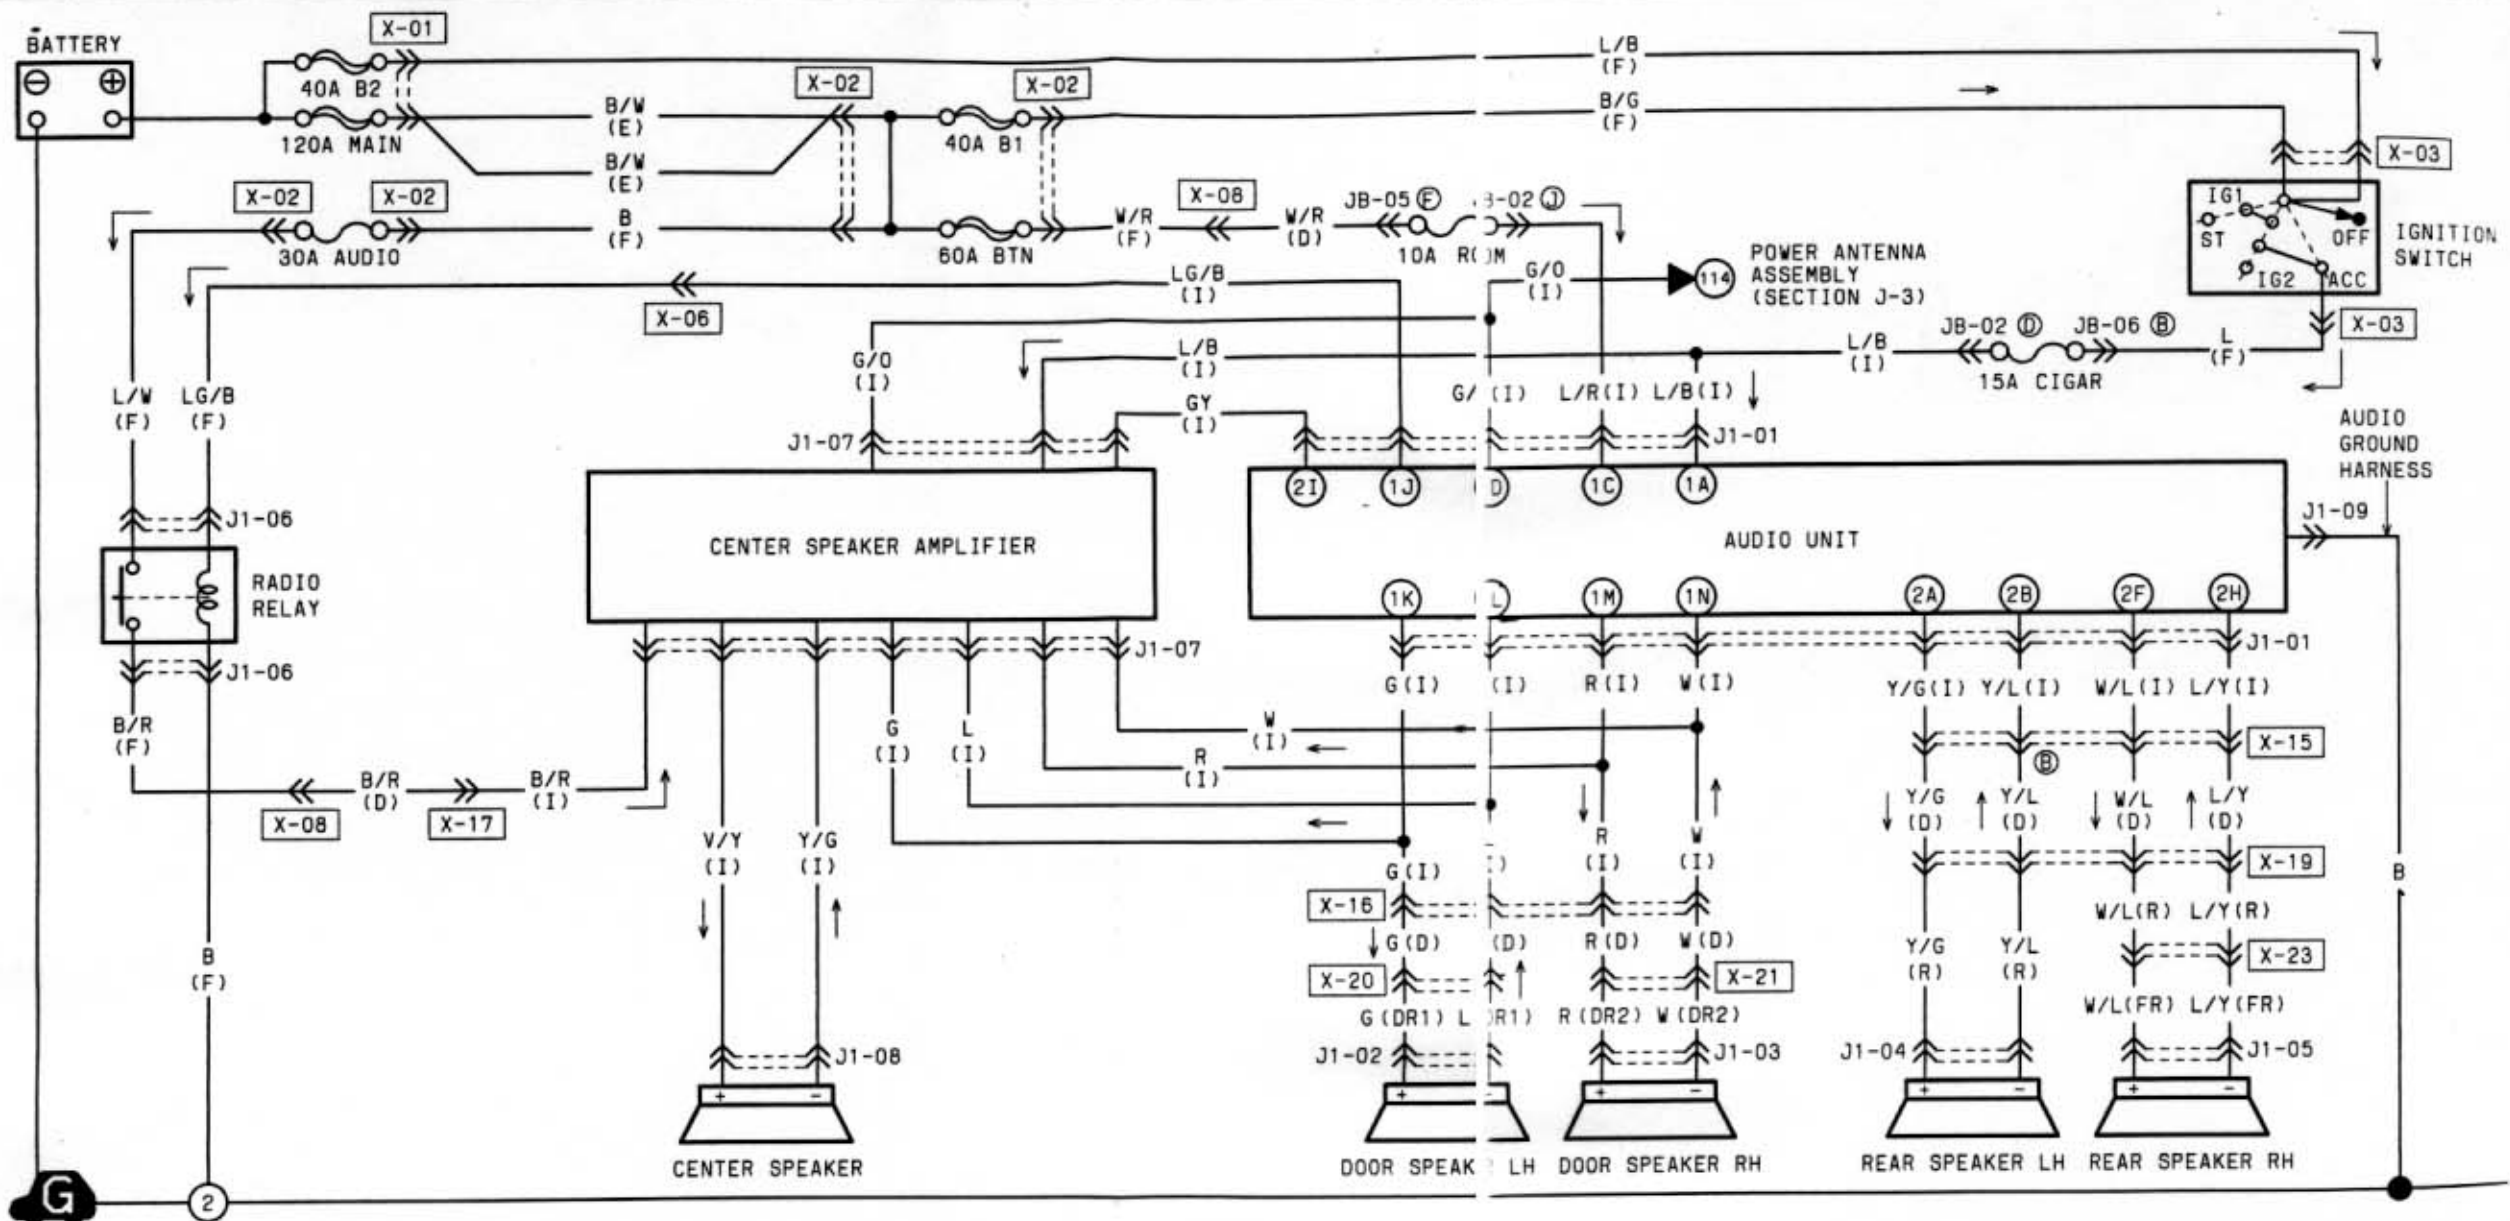 BATTERY
X-01
40A B2
120A MAIN
X-02
X-02
30A AUDIO
B/W
(E)
B/W
(E)
B
(F)
X-02
40A B1
X-02
60A BTN
L/B
(F)
B/G
(F)
W/R
(F)
X-08
W/R
(D)
JB-05 F
B-02 J
10A RO M
X-03
IG1
ST
OFF
IG2
ACC
IGNITION
SWITCH
X-03
G/O
(I)
114
POWER ANTENNA
ASSEMBLY
(SECTION J-3)
JB-02 D
JB-06 B
15A CIGAR
L/B
(I)
L
(F)
LG/B
(I)
X-06
G/O
(I)
L/B
(I)
GY
(I)
L/W
(F)
LG/B
(F)
G/ (I)
L/R(I)
L/B(I)
J1-07
J1-01
AUDIO
GROUND
HARNESS
J1-09
J1-06
RADIO
RELAY
J1-06
CENTER SPEAKER AMPLIFIER
2I
1J
D
1C
1A
AUDIO UNIT
1K
L
1M
1N
2A
2B
2F
2H
J1-07
J1-01
G(I)
(I)
R(I)
W(I)
Y/G(I)
Y/L(I)
W/L(I)
L/Y(I)
B/R
(F)
X-08
B/R
(D)
X-17
B/R
(I)
G
(I)
L
(I)
W
(I)
R
(I)
X-15
B
V/Y
(I)
Y/G
(I)
Y/G
(D)
Y/L
(D)
W/L
(D)
L/Y
(D)
R
(I)
W
(I)
G(I)
X-19
B
X-16
G(D)
(D)
R(D)
W(D)
W/L(R)
L/Y(R)
B
(F)
X-20
X-21
Y/G
(R)
Y/L
(R)
X-23
G(DR1)
L R1)
R(DR2)
W(DR2)
W/L(FR)
L/Y(FR)
J1-08
J1-02
J1-03
J1-04
J1-05
CENTER SPEAKER
DOOR SPEAK LH
DOOR SPEAKER RH
REAR SPEAKER LH
REAR SPEAKER RH
G
2